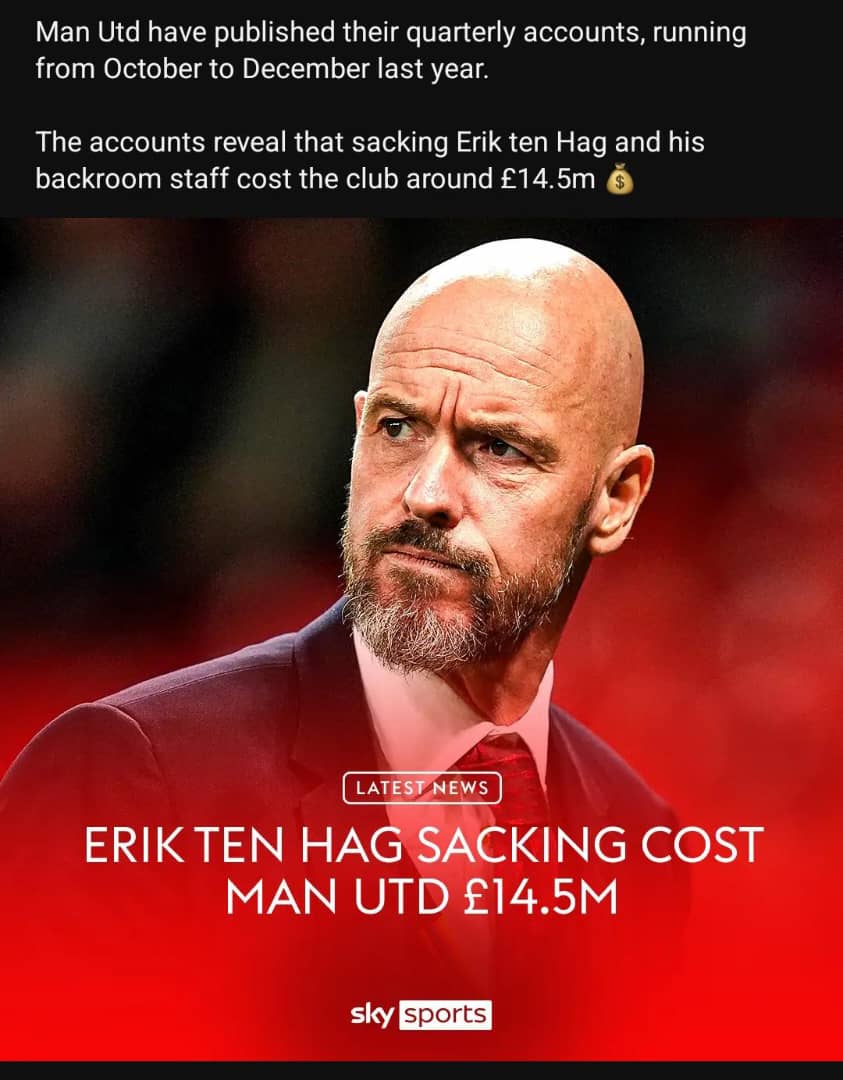 Man Utd have published their quarterly accounts, running
from October to December last year.
The accounts reveal that sacking Erik ten Hag and his
backroom staff cost the club around £14.5m 💰
LATEST NEWS
ERIK TEN HAG SACKING COST
MAN UTD £14.5M
sky sports